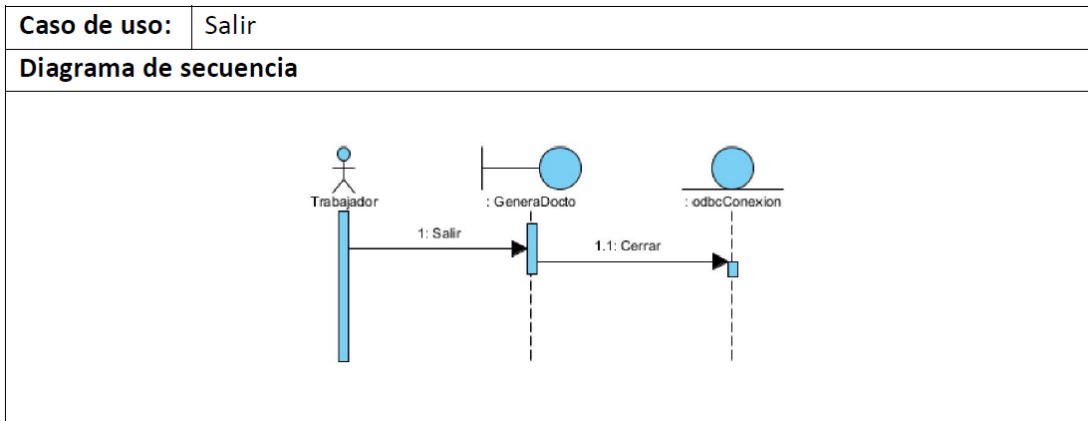 Caso de uso: Salir
Diagrama de secuencia
Trabajador
: GeneraDocto
: odbcConexion
1: Salir
1.1: Cerrar